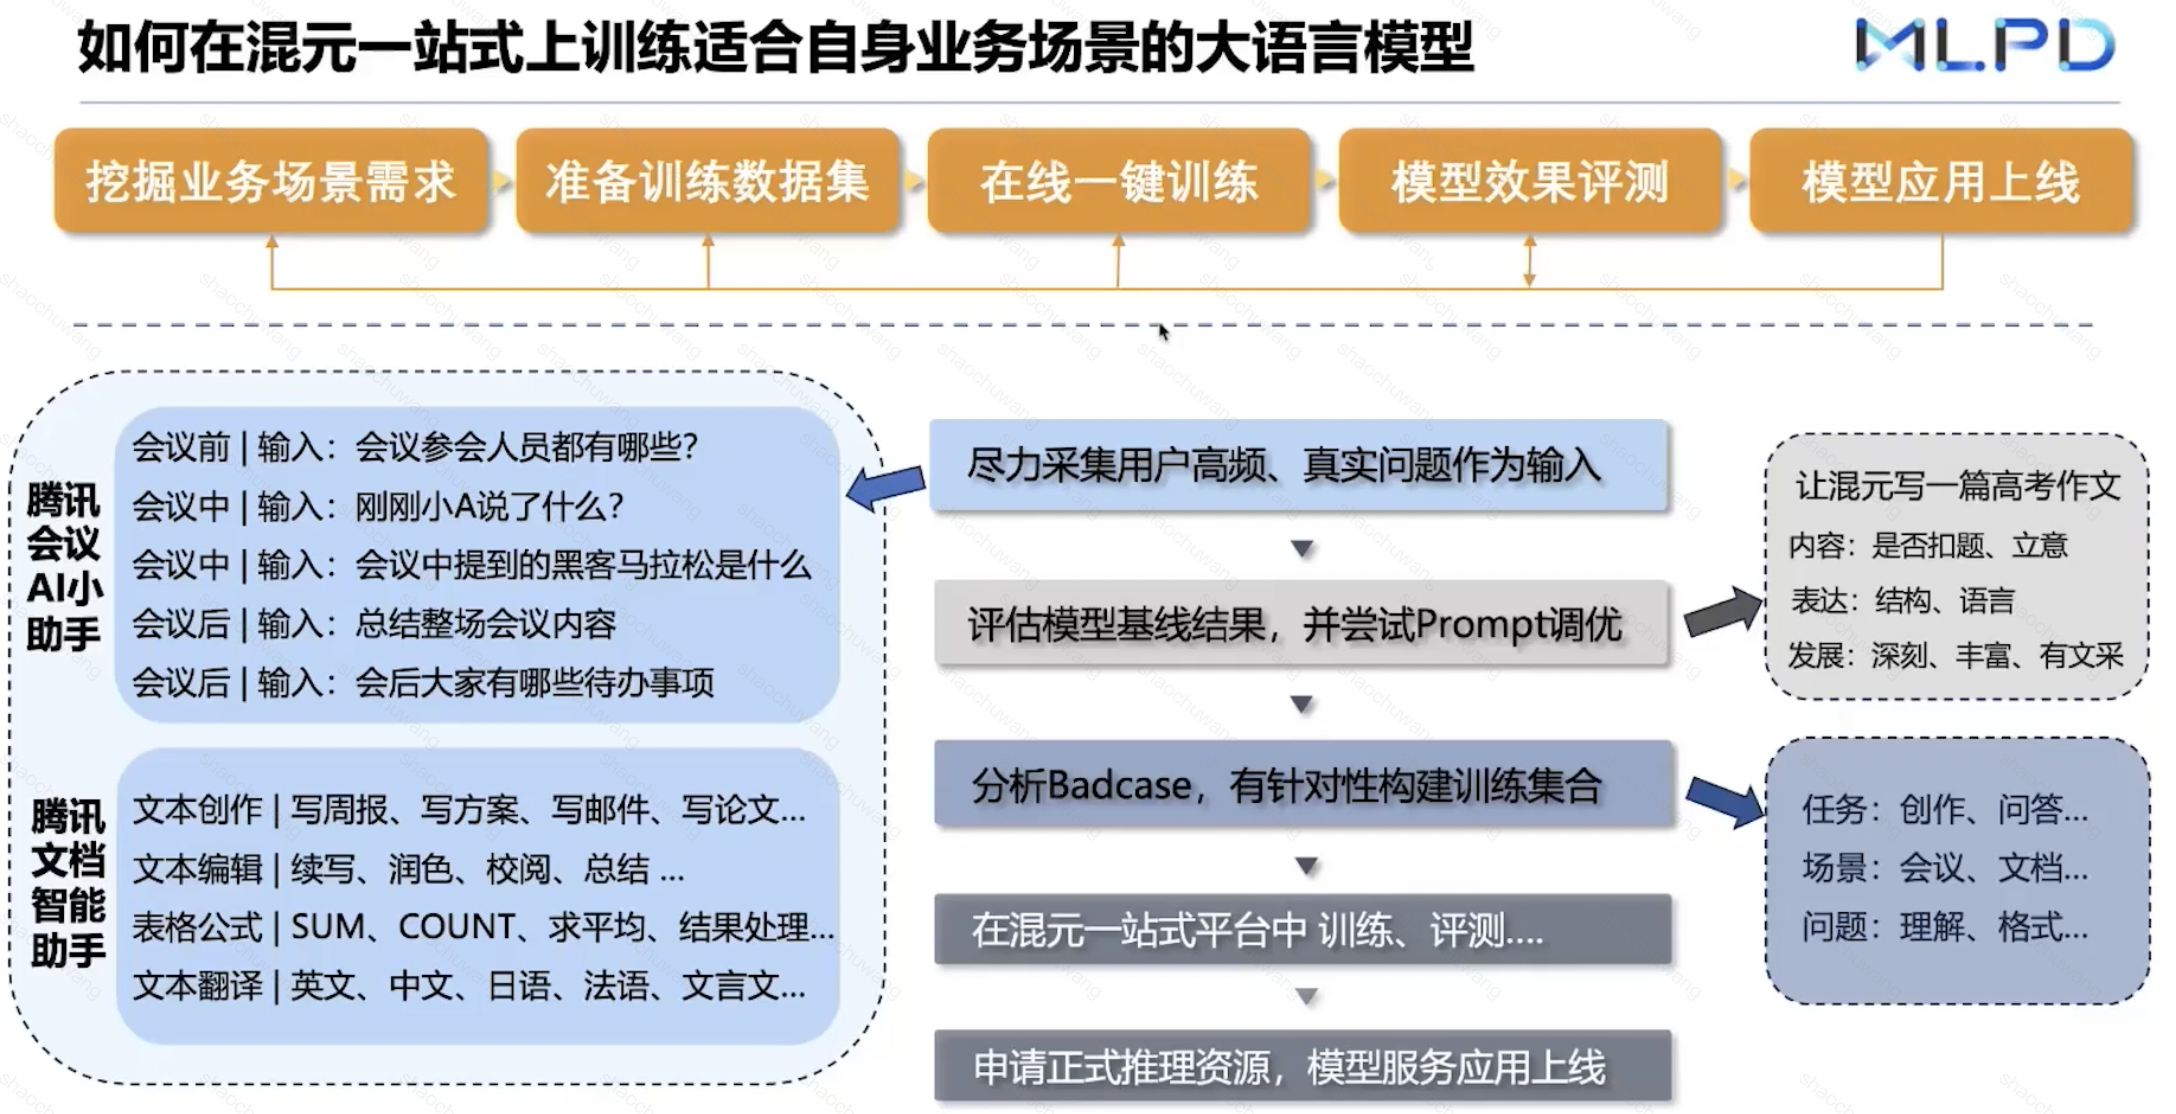 如何在混元一站式上训练适合自身业务场景的大语言模型
MLPD
挖掘业务场景需求
准备训练数据集
在线一键训练
模型效果评测
模型应用上线
腾讯
会议
AI小
助手
会议前 | 输入：会议参会人员都有哪些？
会议中 | 输入：刚刚小A说了什么？
会议中 | 输入：会议中提到的黑客马拉松是什么
会议后 | 输入：总结整场会议内容
会议后 | 输入：会后大家有哪些待办事项
腾讯
文档
智能
助手
文本创作 | 写周报、写方案、写邮件、写论文...
文本编辑 | 续写、润色、校阅、总结 ...
表格公式 | SUM、COUNT、求平均、结果处理...
文本翻译 | 英文、中文、日语、法语、文言文...
尽力采集用户高频、真实问题作为输入
评估模型基线结果，并尝试Prompt调优
分析Badcase，有针对性构建训练集合
在混元一站式平台中 训练、评测....
申请正式推理资源，模型服务应用上线
让混元写一篇高考作文
内容：是否扣题、立意
表达：结构、语言
发展：深刻、丰富、有文采
任务：创作、问答...
场景：会议、文档...
问题：理解、格式...
shaochuwang